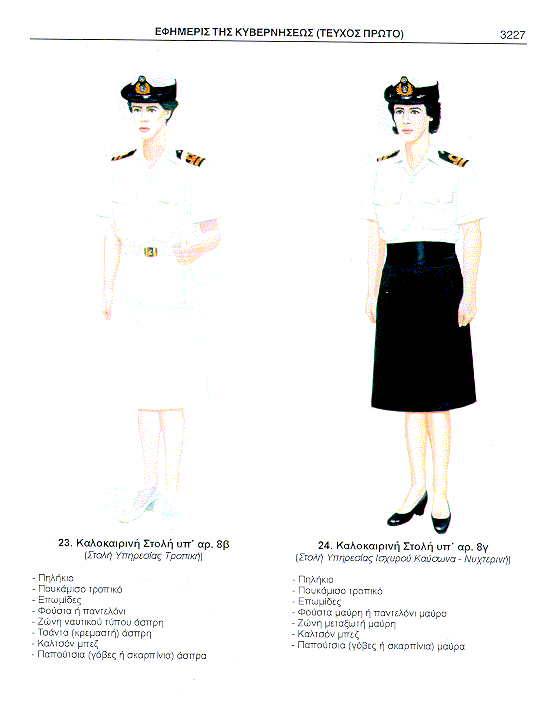 ΕΦΗΜΕΡΙΣ ΤΗΣ ΚΥΒΕΡΝΗΣΕΩΣ (ΤΕΥΧΟΣ ΠΡΩΤΟ)
3227
23. Καλοκαιρινή Στολή υπ΄ αρ. 8β
(Στολή Υπηρεσίας Τροπική)
- Πηλήκιο
- Πουκάμισο τροπικό
- Επωμίδες
- Φούστα ή παντελόνι
- Ζώνη ναυτικού τύπου άσπρη
- Τσάντα (κρεμαστή) άσπρη
- Καλτσόν μπεζ
- Παπούτσια (γόβες ή σκαρπίνια) άσπρα
24. Καλοκαιρινή Στολή υπ΄ αρ. 8γ
(Στολή Υπηρεσίας Ισχυρού Καύσωνα - Νυχτερινή)
- Πηλήκιο
- Πουκάμισο τροπικό
- Επωμίδες
- Φούστα μαύρη ή παντελόνι μαύρο
- Ζώνη μεταξωτή μαύρη
- Καλτσόν μπεζ
- Παπούτσια (γόβες ή σκαρπίνια) μαύρα